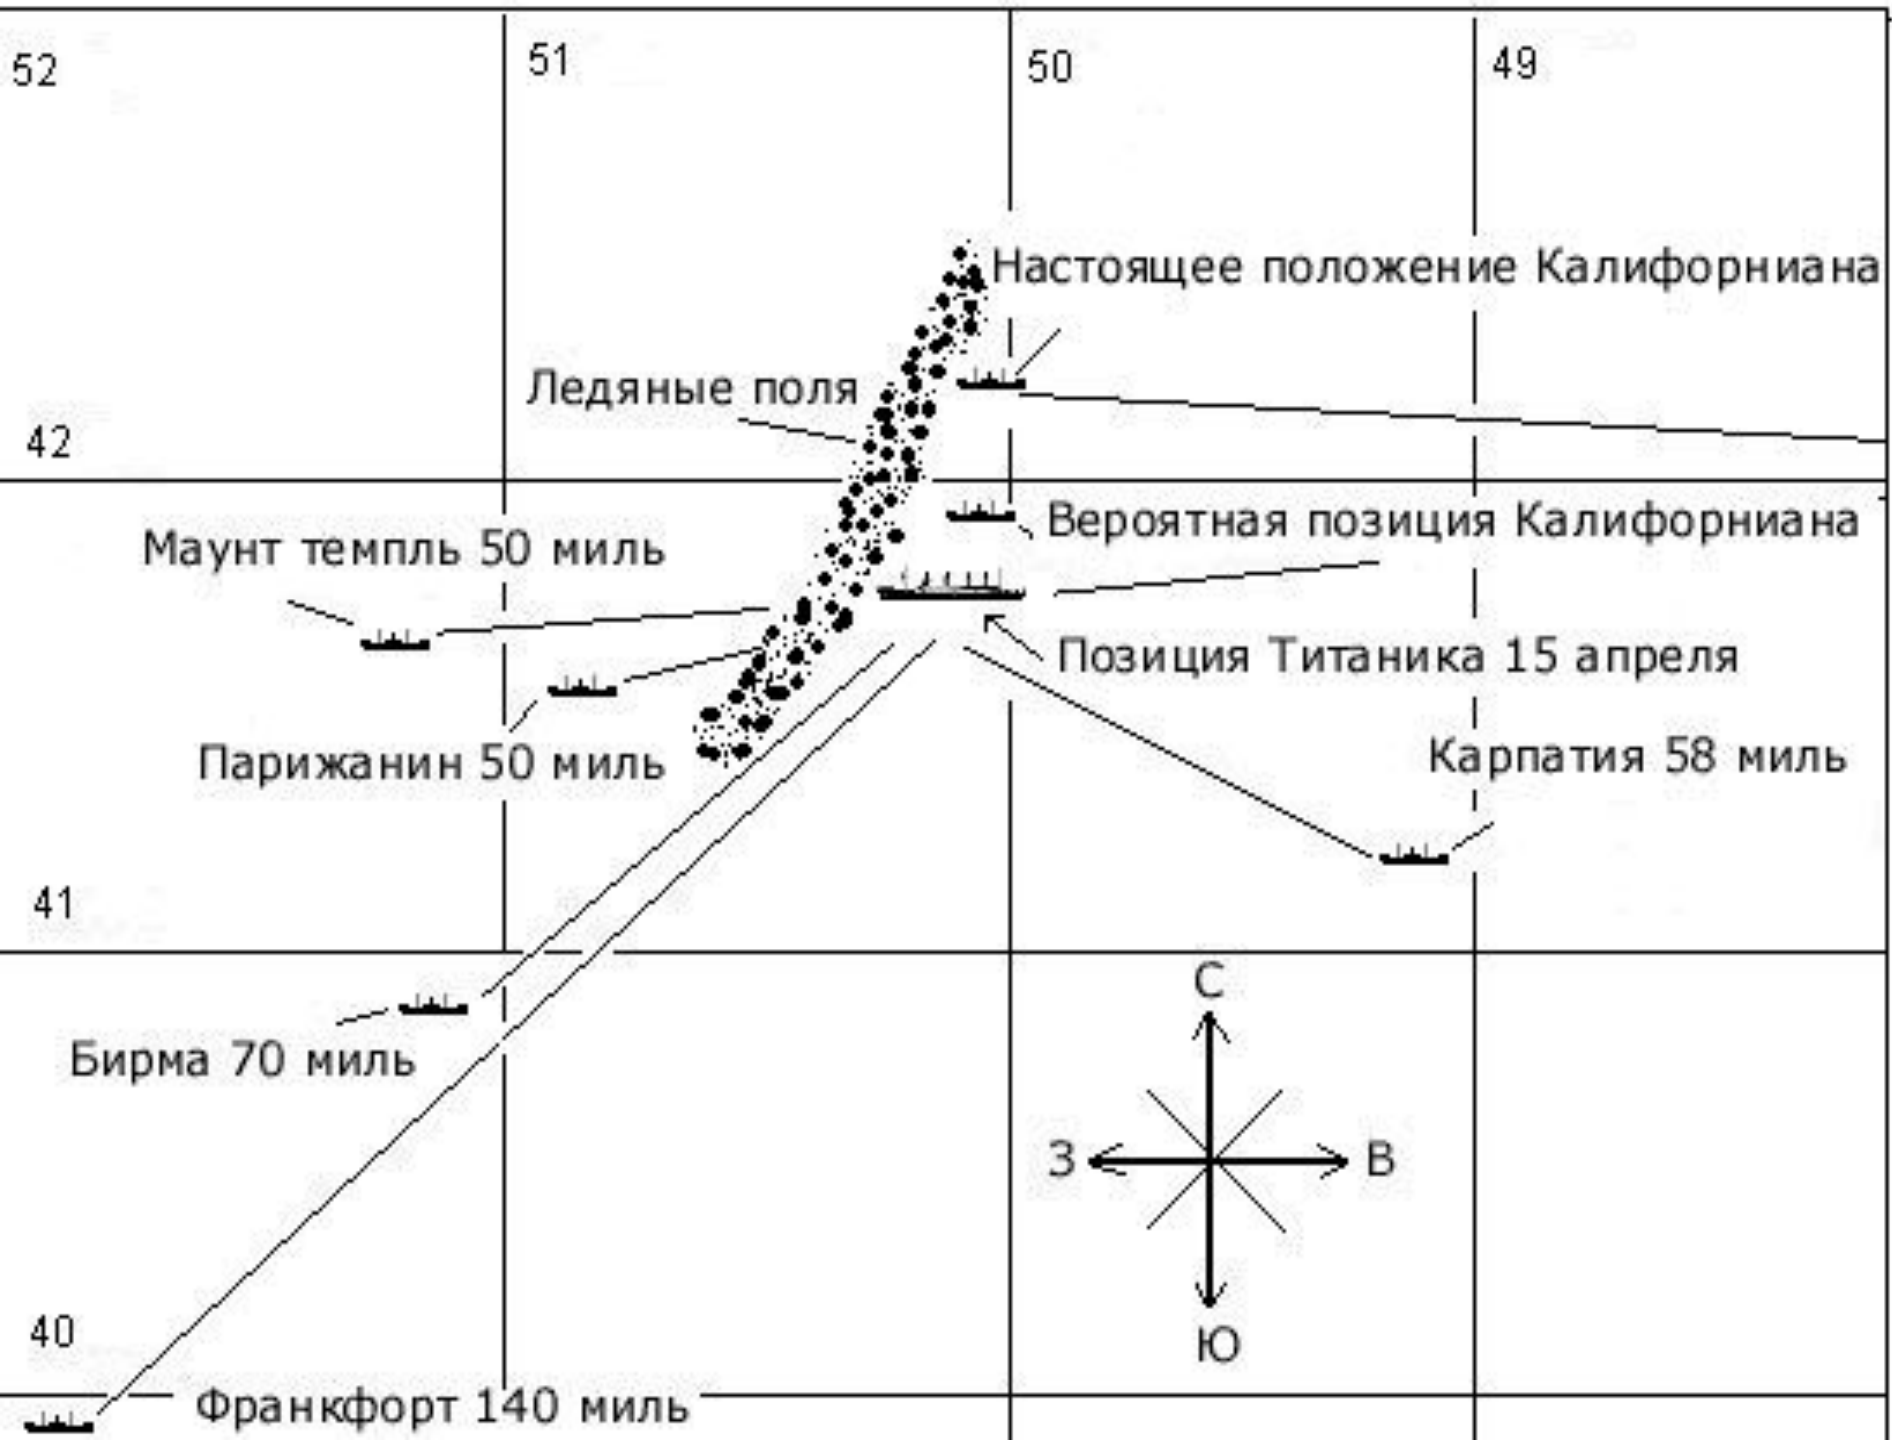 52
51
50
49
Настоящее положение Калифорниана
Ледяные поля
42
Вероятная позиция Калифорниана
Маунт темпль 50 миль
Позиция Титаника 15 апреля
Парижанин 50 миль
Карпатия 58 миль
41
С
Бирма 70 миль
З
В
40
Ю
Франкфорт 140 миль